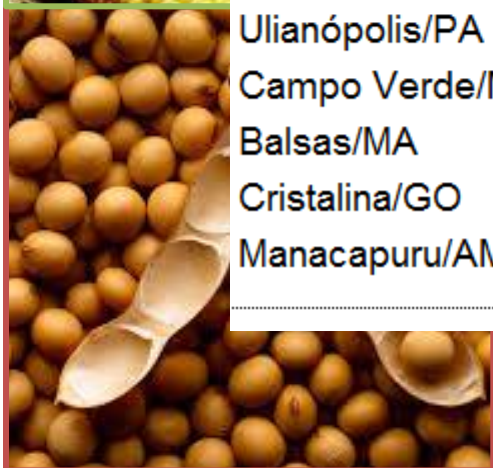 Ulianópolis/PA
Campo Verde/
Balsas/MA
Cristalina/GO
Manacapuru/AM